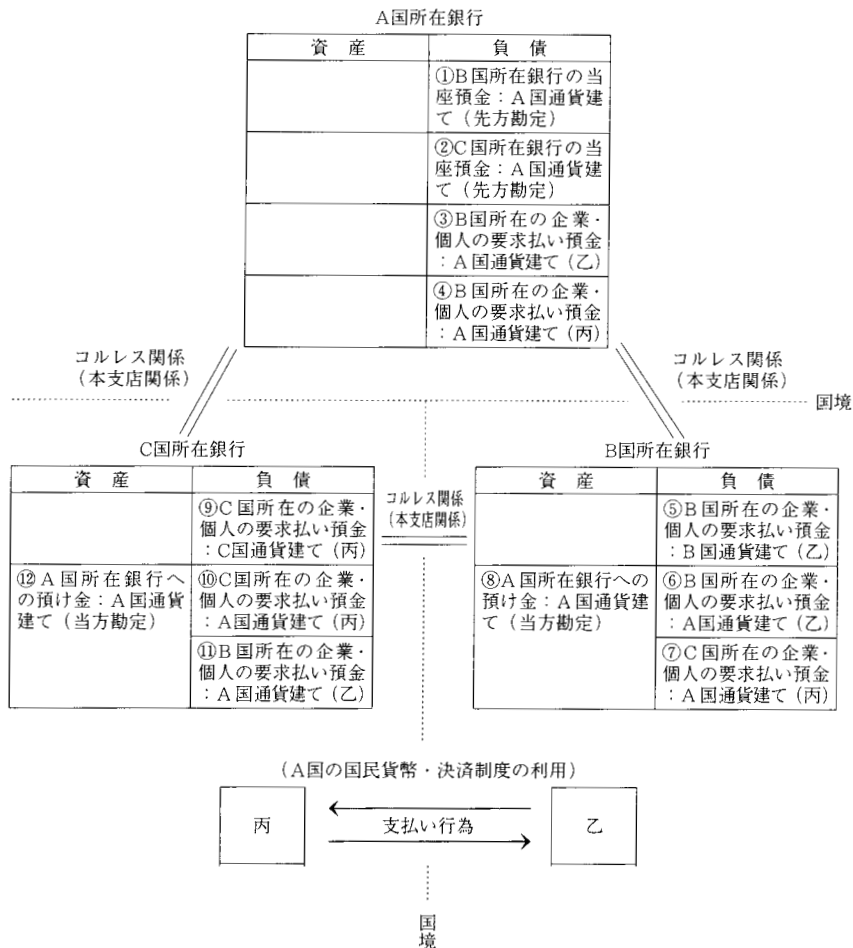 A国所在銀行
資 産
負 債
①B国所在銀行の当
座預金：A国通貨建
て（先方勘定）
②C国所在銀行の当
座預金：A国通貨建
て（先方勘定）
③B国所在の企業・
個人の要求払い預金
：A国通貨建て（乙）
④B国所在の企業・
個人の要求払い預金
：A国通貨建て（丙）
コルレス関係
（本支店関係）
コルレス関係
（本支店関係）
国境
C国所在銀行
資 産
負 債
⑨C国所在の企業・
個人の要求払い預金
：C国通貨建て（丙）
⑫A国所在銀行へ
の預け金：A国通貨
建て（当方勘定）
⑩C国所在の企業・
個人の要求払い預金
：A国通貨建て（丙）
⑪B国所在の企業・
個人の要求払い預金
：A国通貨建て（乙）
コルレス関係
（本支店関係）
B国所在銀行
資 産
負 債
⑤B国所在の企業・
個人の要求払い預金
：B国通貨建て（乙）
⑧A国所在銀行への
預け金：A国通貨建
て（当方勘定）
⑥B国所在の企業・
個人の要求払い預金
：A国通貨建て（乙）
⑦C国所在の企業・
個人の要求払い預金
：A国通貨建て（丙）
（A国の国民貨幣・決済制度の利用）
丙
支払い行為
乙
国
境